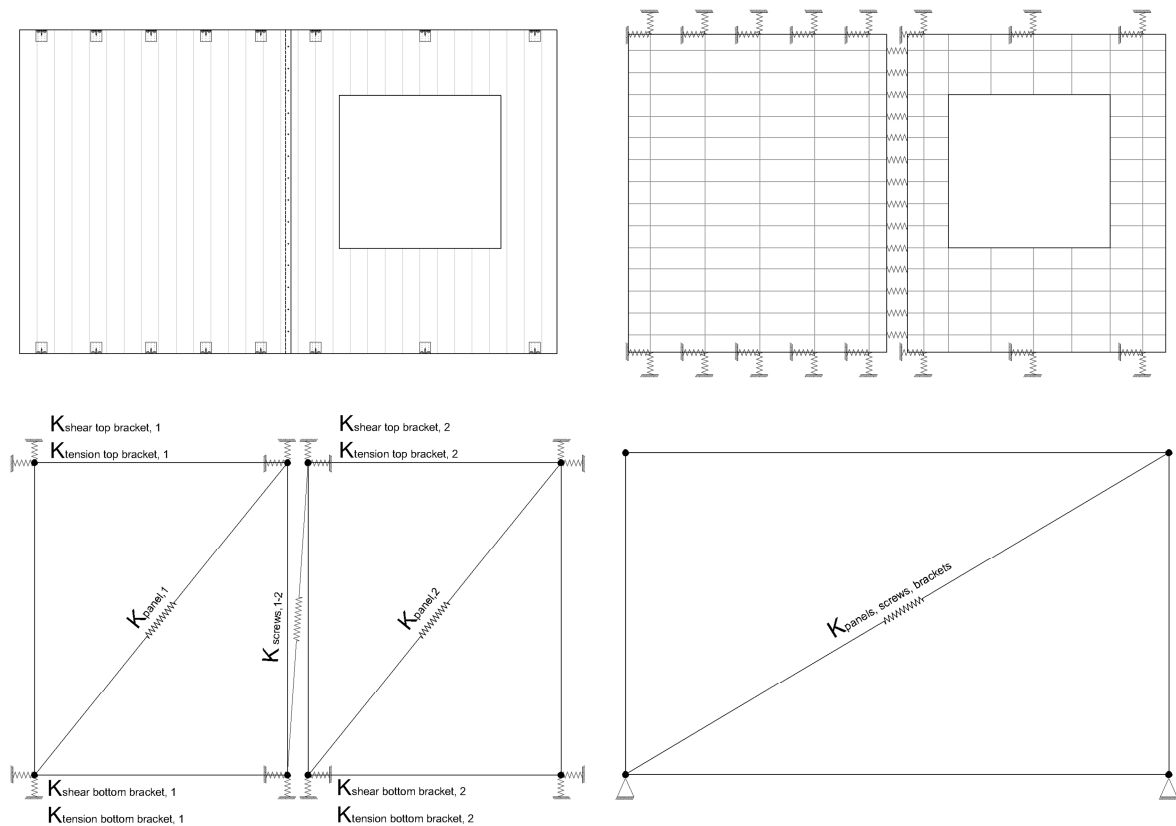 Kshear top bracket, 1
Ktension top bracket, 1
Kshear top bracket, 2
Ktension top bracket, 2
Kpanel,1
K screws,1-2
Kpanel,2
Kpanels, screws, brackets
Kshear bottom bracket, 1
Ktension bottom bracket, 1
Kshear bottom bracket, 2
Ktension bottom bracket, 2